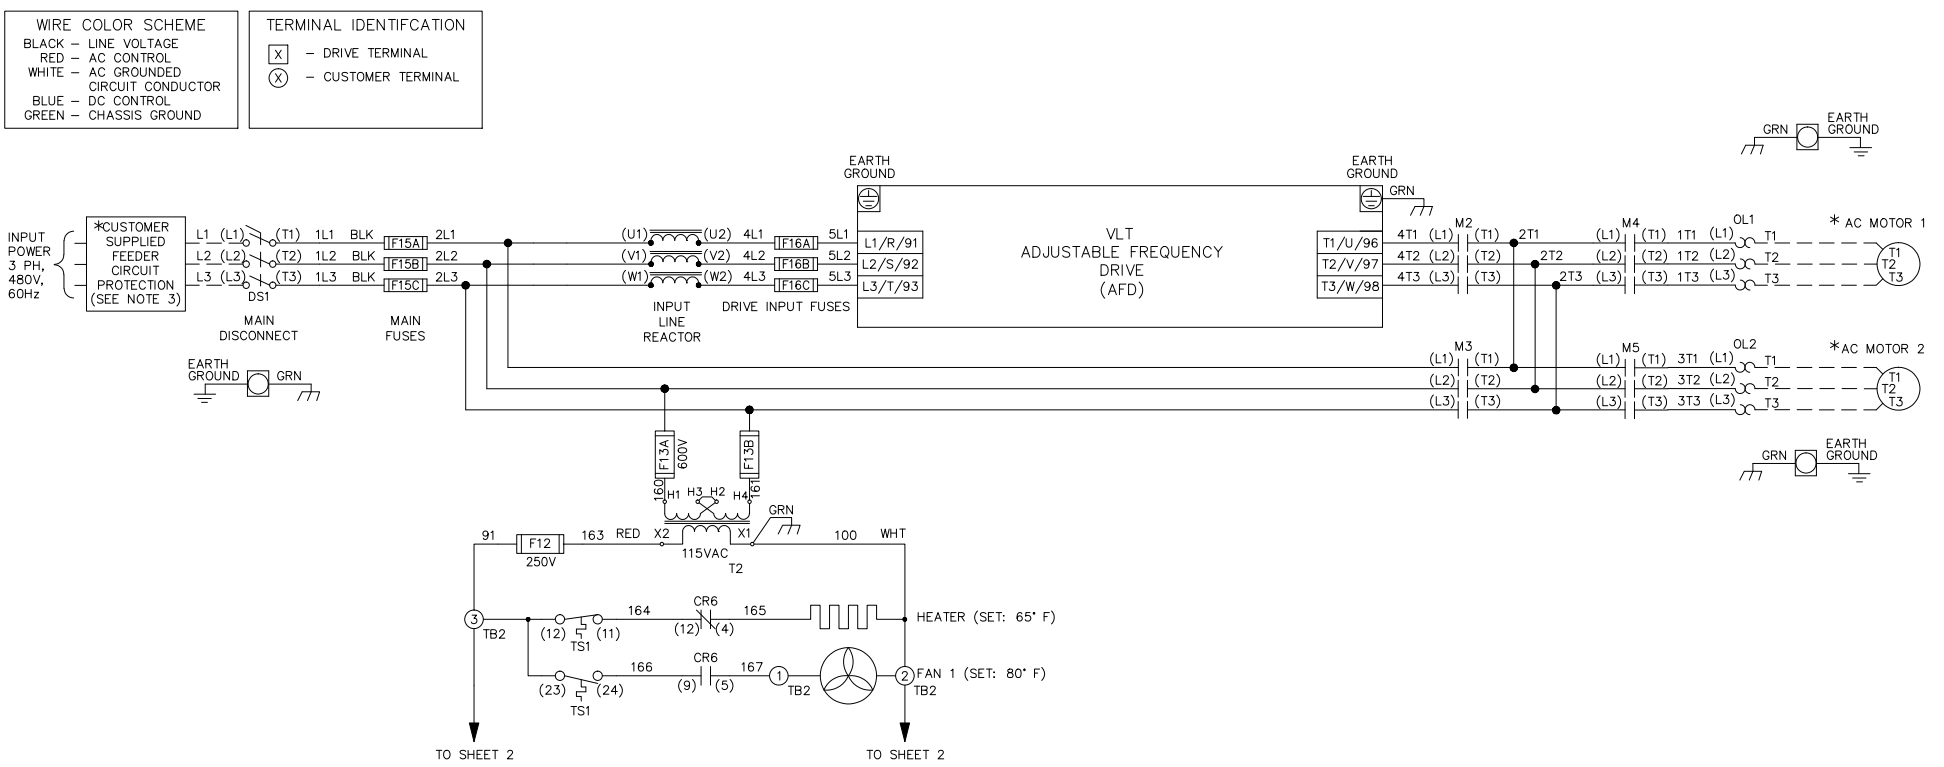 WIRE COLOR SCHEME
BLACK – LINE VOLTAGE
RED – AC CONTROL
WHITE – AC GROUNDED
CIRCUIT CONDUCTOR
BLUE – DC CONTROL
GREEN – CHASSIS GROUND
TERMINAL IDENTIFCATION
X – DRIVE TERMINAL
X – CUSTOMER TERMINAL
INPUT
POWER
3 PH,
480V,
60Hz
*CUSTOMER
SUPPLIED
FEEDER
CIRCUIT
PROTECTION
(SEE NOTE 3)
L1 (L1) (T1) 1L1 BLK F15A 2L1
L2 (L2) (T2) 1L2 BLK F15B 2L2
L3 (L3) (T3) 1L3 BLK F15C 2L3
DS1
MAIN
DISCONNECT
MAIN
FUSES
EARTH
GROUND
GRN
(U1) (U2) 4L1 F16A 5L1
(V1) (V2) 4L2 F16B 5L2
(W1) (W2) 4L3 F16C 5L3
INPUT
LINE
REACTOR
DRIVE INPUT FUSES
EARTH
GROUND
L1/R/91
L2/S/92
L3/T/93
VLT
ADJUSTABLE FREQUENCY
DRIVE
(AFD)
EARTH
GROUND
GRN
T1/U/96
T2/V/97
T3/W/98
M2
4T1 (L1) (T1) 2T1
4T2 (L2) (T2) 2T2
4T3 (L3) (T3) 2T3
M4
(L1) (T1) 1T1 (L1) T1
(L2) (T2) 1T2 (L2) T2
(L3) (T3) 1T3 (L3) T3
OL1
* AC MOTOR 1
T1
T2
T3
GRN
EARTH
GROUND
M3
(L1) (T1)
(L2) (T2)
(L3) (T3)
M5
(L1) (T1) 3T1 (L1) T1
(L2) (T2) 3T2 (L2) T2
(L3) (T3) 3T3 (L3) T3
OL2
*AC MOTOR 2
T1
T2
T3
GRN
EARTH
GROUND
F13A
600V
F13B
160
161
H1 H3 H2 H4
GRN
91 F12 163 RED X2 X1 100 WHT
250V
115VAC
T2
3
TB2
(12) (11) 164 CR6 165
TS1
(12) (4)
HEATER (SET: 65° F)
(23) (24) 166 CR6 167
TS1
(9) (5)
1
TB2
2
TB2
FAN 1 (SET: 80° F)
TO SHEET 2
TO SHEET 2